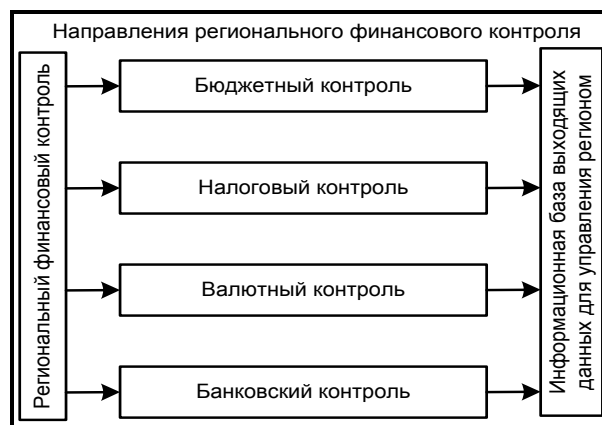 Направления регионального финансового контроля
Региональный финансовый контроль
Бюджетный контроль
Налоговый контроль
Валютный контроль
Банковский контроль
Информационная база выходящих
данных для управления регионом